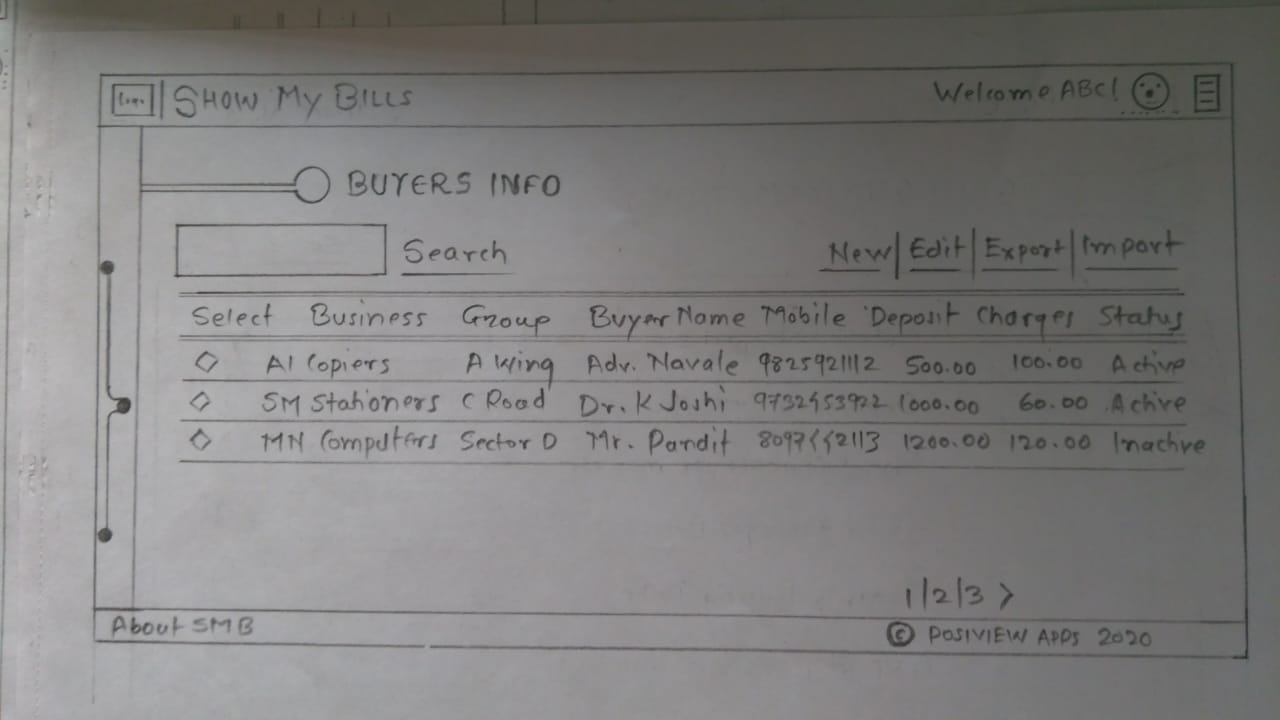 Logo SHOW MY BILLS Welcome ABC!
BUYERS INFO
Search New Edit Export Import
Select Business Group Buyer Name Mobile Deposit Charges Status
A1 Copiers A Wing Adv. Navale 9825921112 500.00 100.00 Active
SM Stationers C Road Dr. K Joshi 1000.00 60.00 Active
MN Computers Sector D Mr. Pandit 1200.00 120.00 Inactive
1/2/3 >
About SMB © POSIVIEW APPS 2020